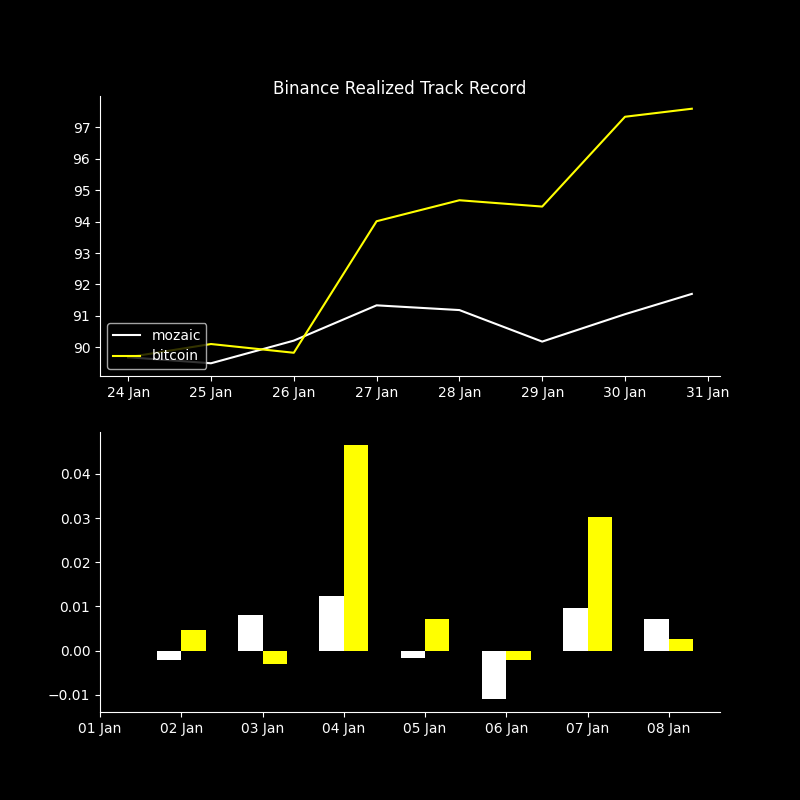 Binance Realized Track Record
97
96
95
94
93
92
91
90
mozaic
bitcoin
24 Jan 25 Jan 26 Jan 27 Jan 28 Jan 29 Jan 30 Jan 31 Jan
0.04
0.03
0.02
0.01
0.00
−0.01
01 Jan 02 Jan 03 Jan 04 Jan 05 Jan 06 Jan 07 Jan 08 Jan